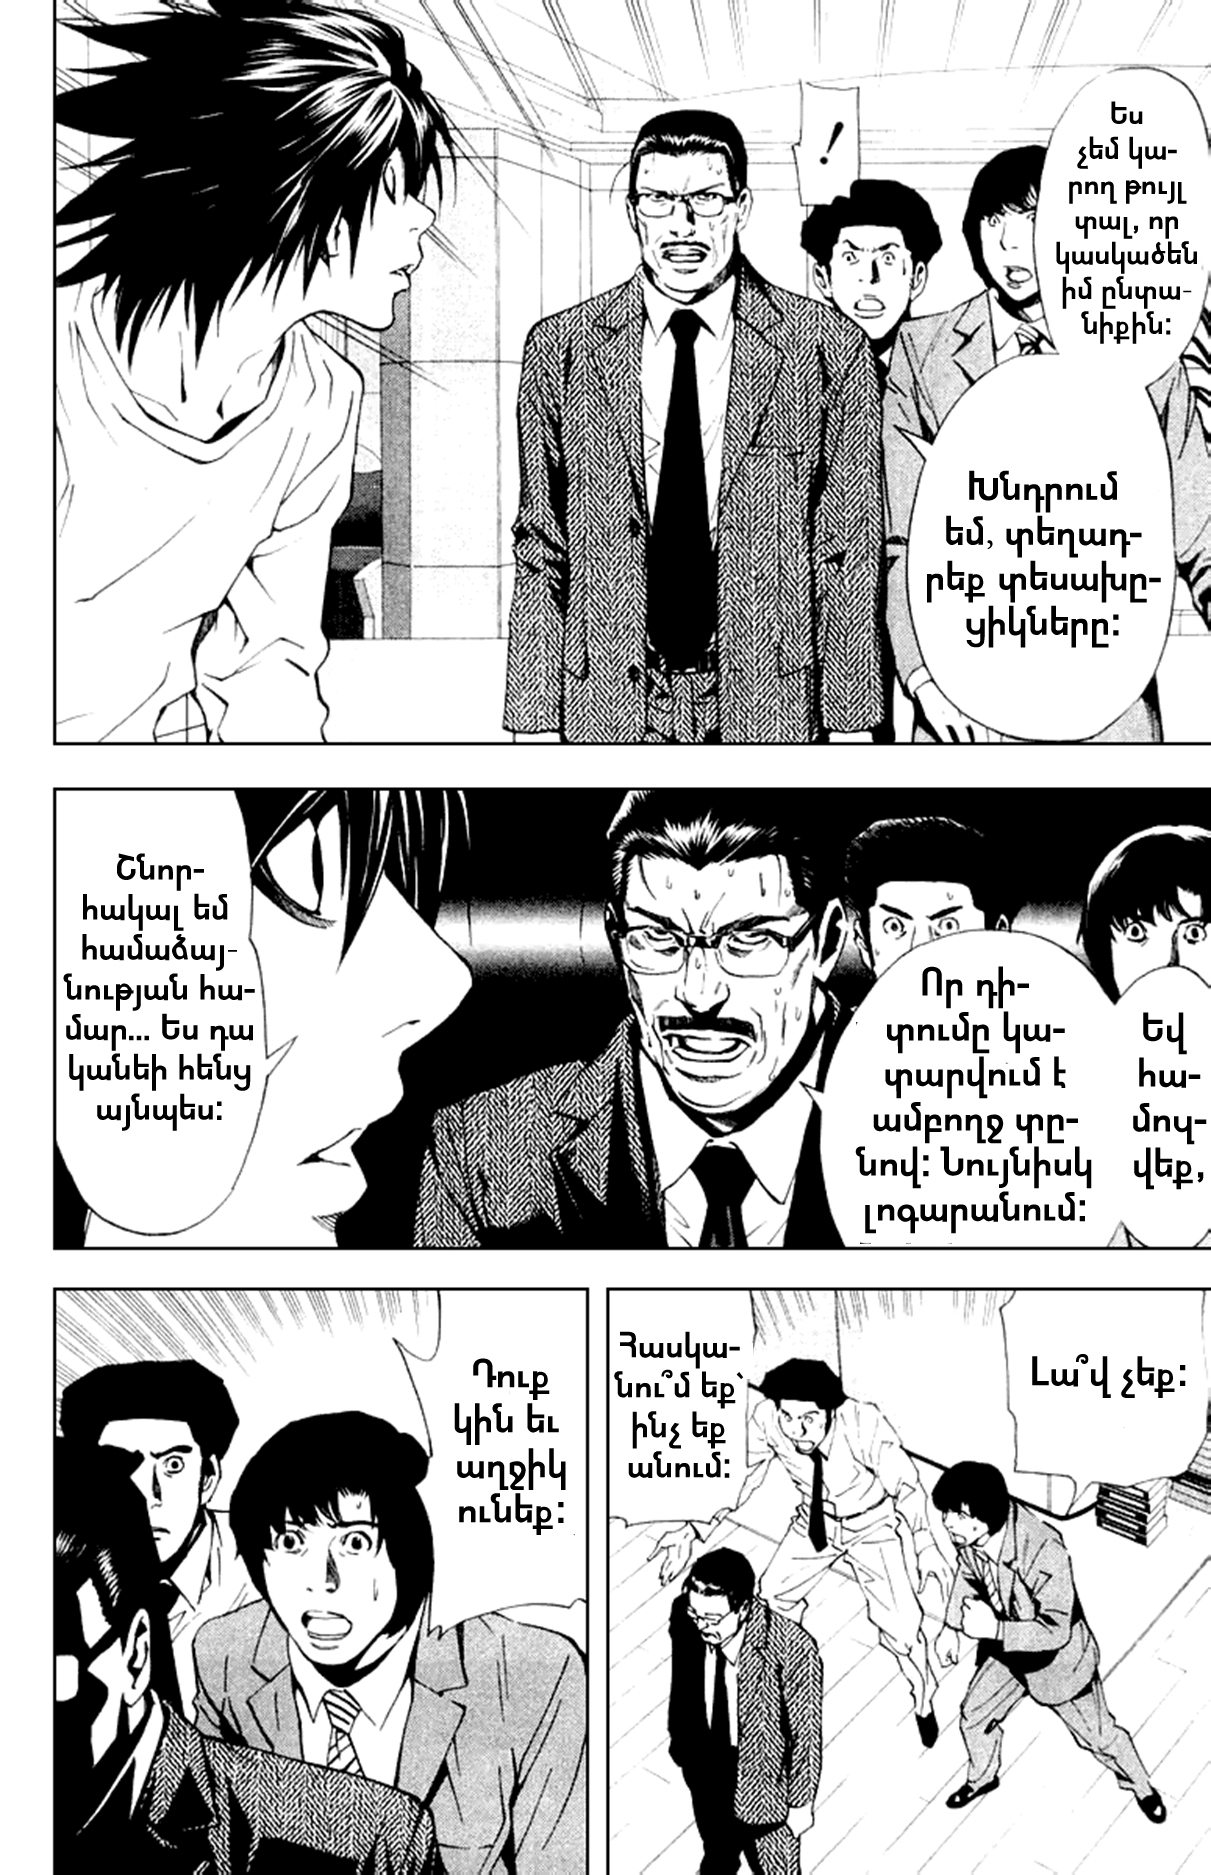 !
Ես
չեմ կա-
րող թույլ
տալ, որ
կասկածեն
իմ ընտա-
նիքին:
Խնդրում
եմ, տեղադ-
րեք տեսախը-
ցիկները:
Եվ
հա-
մոզ-
վեք,
Որ դի-
տումը կա-
տարվում է
ամբողջ տը-
նով: Նույնիսկ
լոգարանում:
Շնոր-
հակալ եմ
համաձայ-
նության հա-
մար... Ես դա
կանեի հենց
այնպես:
Լա՞վ չեք:
Հասկա-
նու՞մ եք՝
ինչ եք
անում:
Դուք
կին եւ
աղջիկ
ունեք: